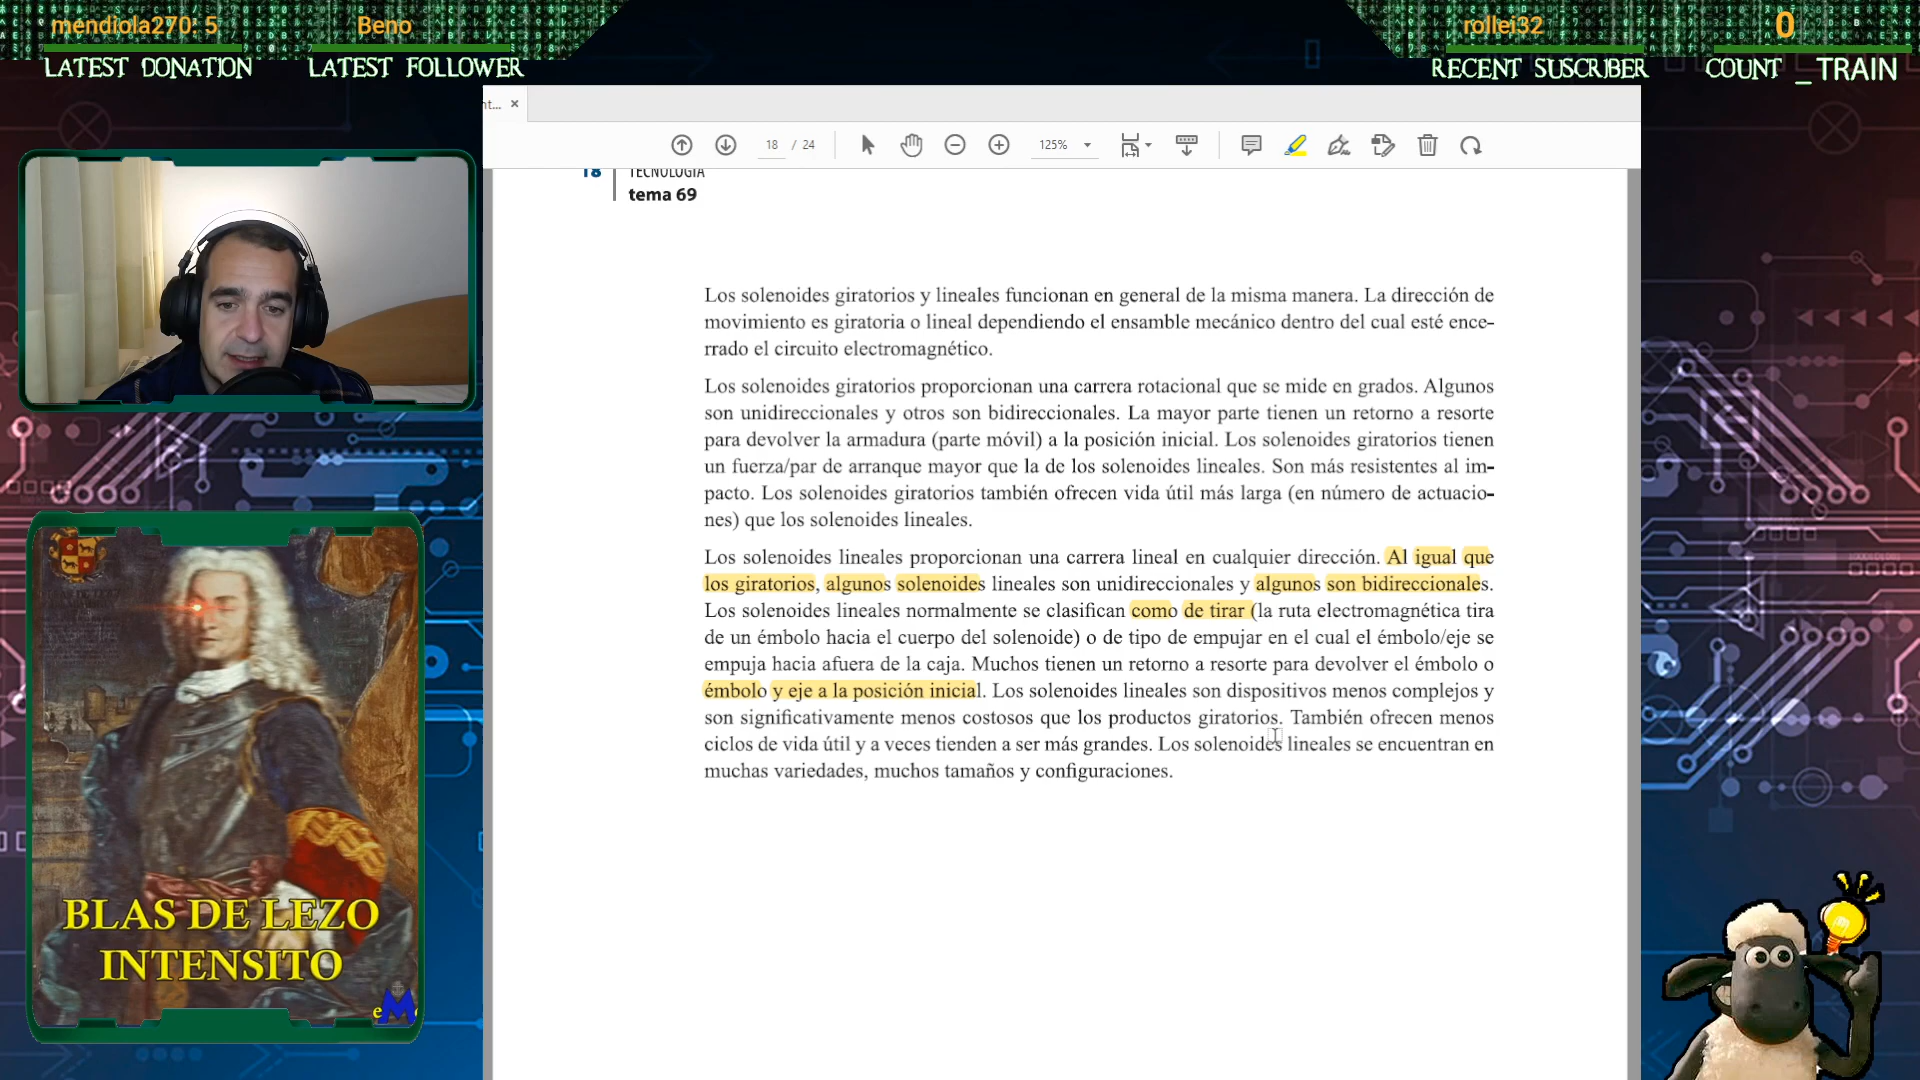 mendiola270: 5
Beno
rollei32
0
LATEST DONATION
LATEST FOLLOWER
RECENT SUSCRIBER
COUNT _TRAIN
nt...
18 / 24
125%
18
TECNOLOGÍA
tema 69
Los solenoides giratorios y lineales funcionan en general de la misma manera. La dirección de
movimiento es giratoria o lineal dependiendo el ensamble mecánico dentro del cual esté ence-
rrado el circuito electromagnético.
Los solenoides giratorios proporcionan una carrera rotacional que se mide en grados. Algunos
son unidireccionales y otros son bidireccionales. La mayor parte tienen un retorno a resorte
para devolver la armadura (parte móvil) a la posición inicial. Los solenoides giratorios tienen
un fuerza/par de arranque mayor que la de los solenoides lineales. Son más resistentes al im-
pacto. Los solenoides giratorios también ofrecen vida útil más larga (en número de actuacio-
nes) que los solenoides lineales.
Los solenoides lineales proporcionan una carrera lineal en cualquier dirección. Al igual que
los giratorios, algunos solenoides lineales son unidireccionales y algunos son bidireccionales.
Los solenoides lineales normalmente se clasifican como de tirar (la ruta electromagnética tira
de un émbolo hacia el cuerpo del solenoide) o de tipo de empujar en el cual el émbolo/eje se
empuja hacia afuera de la caja. Muchos tienen un retorno a resorte para devolver el émbolo o
émbolo y eje a la posición inicial. Los solenoides lineales son dispositivos menos complejos y
son significativamente menos costosos que los productos giratorios. También ofrecen menos
ciclos de vida útil y a veces tienden a ser más grandes. Los solenoides lineales se encuentran en
muchas variedades, muchos tamaños y configuraciones.
BLAS DE LEZO
INTENSITO